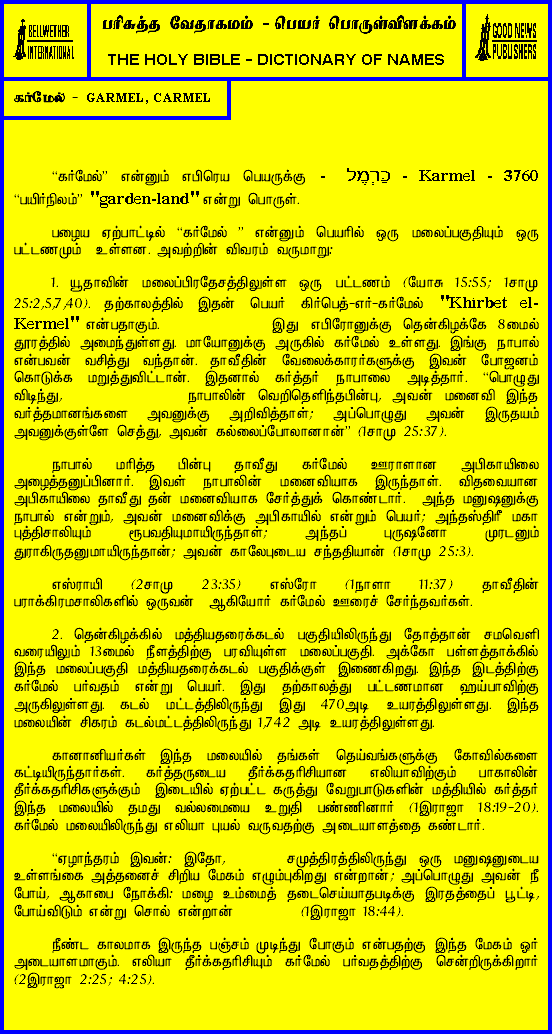 BELLWETHER
INTERNATIONAL
பரிசுத்த வேதாகமம் - பெயர் பொருள்விளக்கம்
THE HOLY BIBLE - DICTIONARY OF NAMES
GOOD NEWS
PUBLISHERS
கர்மேல் - GARMEL, CARMEL
“கர்மேல்” என்னும் எபிரெய பெயருக்கு - כַּרְמֶל - Karmel - 3760
“பயிர்நிலம்” "garden-land" என்று பொருள்.
பழைய ஏற்பாட்டில் “கர்மேல் ” என்னும் பெயரில் ஒரு மலைப்பகுதியும் ஒரு
பட்டணமும் உள்ளன. அவற்றின் விவரம் வருமாறு:
1. யூதாவின் மலைப்பிரதேசத்திலுள்ள ஒரு பட்டணம் (யோசு 15:55; 1சாமு
25:2,5,7,40). தற்காலத்தில் இதன் பெயர் கிர்பெத்-எர்-கர்மேல் "Khirbet el-
Kermel" என்பதாகும். இது எபிரோனுக்கு தென்கிழக்கே 8மைல்
தூரத்தில் அமைந்துள்ளது. மாயோனுக்கு அருகில் கர்மேல் உள்ளது. இங்கு நாபால்
என்பவன் வசித்து வந்தான். தாவீதின் வேலைக்காரர்களுக்கு இவன் போஜனம்
கொடுக்க மறுத்துவிட்டான். இதனால் கர்த்தர் நாபாலை அடித்தார். “பொழுது
விடிந்து, நாபாலின் வெறிதெளிந்தபின்பு, அவன் மனைவி இந்த
வர்த்தமானங்களை அவனுக்கு அறிவித்தாள்; அப்பொழுது அவன் இருதயம்
அவனுக்குள்ளே செத்து, அவன் கல்லைப்போலானான்” (1சாமு 25:37).
நாபால் மரித்த பின்பு தாவீது கர்மேல் ஊராளான அபிகாயிலை
அழைத்தனுப்பினார். இவள் நாபாலின் மனைவியாக இருந்தாள். விதவையான
அபிகாயிலை தாவீது தன் மனைவியாக சேர்த்துக் கொண்டார். அந்த மனுஷனுக்கு
நாபால் என்றும், அவன் மனைவிக்கு அபிகாயில் என்றும் பெயர்; அந்தஸ்திரீ மகா
புத்திசாலியும் ரூபவதியுமாயிருந்தாள்; அந்தப் புருஷனோ முரடனும்
துராகிருதனுமாயிருந்தான்; அவன் காலேபுடைய சந்ததியான் (1சாமு 25:3).
எஸ்ராயி (2சாமு 23:35) எஸ்ரோ (1நாளா 11:37) தாவீதின்
பராக்கிரமசாலிகளில் ஒருவன் ஆகியோர் கர்மேல் ஊரைச் சேர்ந்தவர்கள்.
2. தென்கிழக்கில் மத்தியதரைக்கடல் பகுதியிலிருந்து தோத்தான் சமவெளி
வரையிலும் 13மைல் நீளத்திற்கு பரவியுள்ள மலைப்பகுதி. அக்கோ பள்ளத்தாக்கில்
இந்த மலைப்பகுதி மத்தியதரைக்கடல் பகுதிக்குள் இணைகிறது. இந்த இடத்திற்கு
கர்மேல் பர்வதம் என்று பெயர். இது தற்காலத்து பட்டணமான ஹய்பாவிற்கு
அருகிலுள்ளது. கடல் மட்டத்திலிருந்து இது 470அடி உயரத்திலுள்ளது. இந்த
மலையின் சிகரம் கடல்மட்டத்திலிருந்து 1,742 அடி உயரத்திலுள்ளது.
கானானியர்கள் இந்த மலையில் தங்கள் தெய்வங்களுக்கு கோவில்களை
கட்டியிருந்தார்கள். கர்த்தருடைய தீர்க்கதரிசியான எலியாவிற்கும் பாகாலின்
தீர்க்கதரிசிகளுக்கும் இடையில் ஏற்பட்ட கருத்து வேறுபாடுகளின் மத்தியில் கர்த்தர்
இந்த மலையில் தமது வல்லமையை உறுதி பண்ணினார் (1இராஜா 18:19-20).
கர்மேல் மலையிலிருந்து எலியா புயல் வருவதற்கு அடையாளத்தை கண்டார்.
“ஏழாந்தரம் இவன்: இதோ, சமுத்திரத்திலிருந்து ஒரு மனுஷனுடைய
உள்ளங்கை அத்தனைச் சிறிய மேகம் எழும்புகிறது என்றான்; அப்பொழுது அவன் நீ
போய், ஆகாபை நோக்கி: மழை உம்மைத் தடைசெய்யாதபடிக்கு இரதத்தைப் பூட்டி,
போய்விடும் என்று சொல் என்றான் (1இராஜா 18:44).
நீண்ட காலமாக இருந்த பஞ்சம் முடிந்து போகும் என்பதற்கு இந்த மேகம் ஓர்
அடையாளமாகும். எலியா தீர்க்கதரிசியும் கர்மேல் பர்வதத்திற்கு சென்றிருக்கிறார்
(2இராஜா 2:25; 4:25).